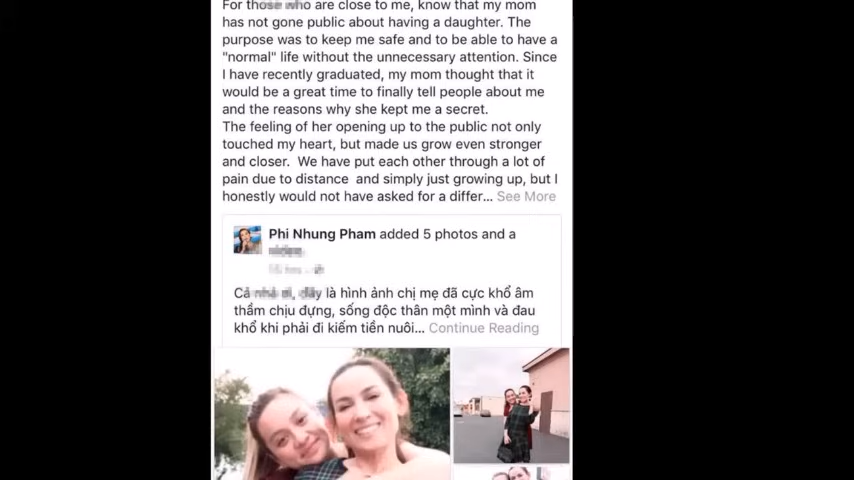 For those who are close to me, know that my mom
has not gone public about having a daughter. The
purpose was to keep me safe and to be able to have a
"normal" life without the unnecessary attention. Since
I have recently graduated, my mom thought that it
would be a great time to finally tell people about me
and the reasons why she kept me a secret.
The feeling of her opening up to the public not only
touched my heart, but made us grow even stronger
and closer. We have put each other through a lot of
pain due to distance and simply just growing up, but I
honestly would not have asked for a differ... See More
Phi Nhung Pham added 5 photos and a
Cả là hình ảnh chị mẹ đã cực khổ âm
thầm chịu đựng, sống độc thân một mình và đau
khổ khi phải đi kiếm tiền nuôi... Continue Reading